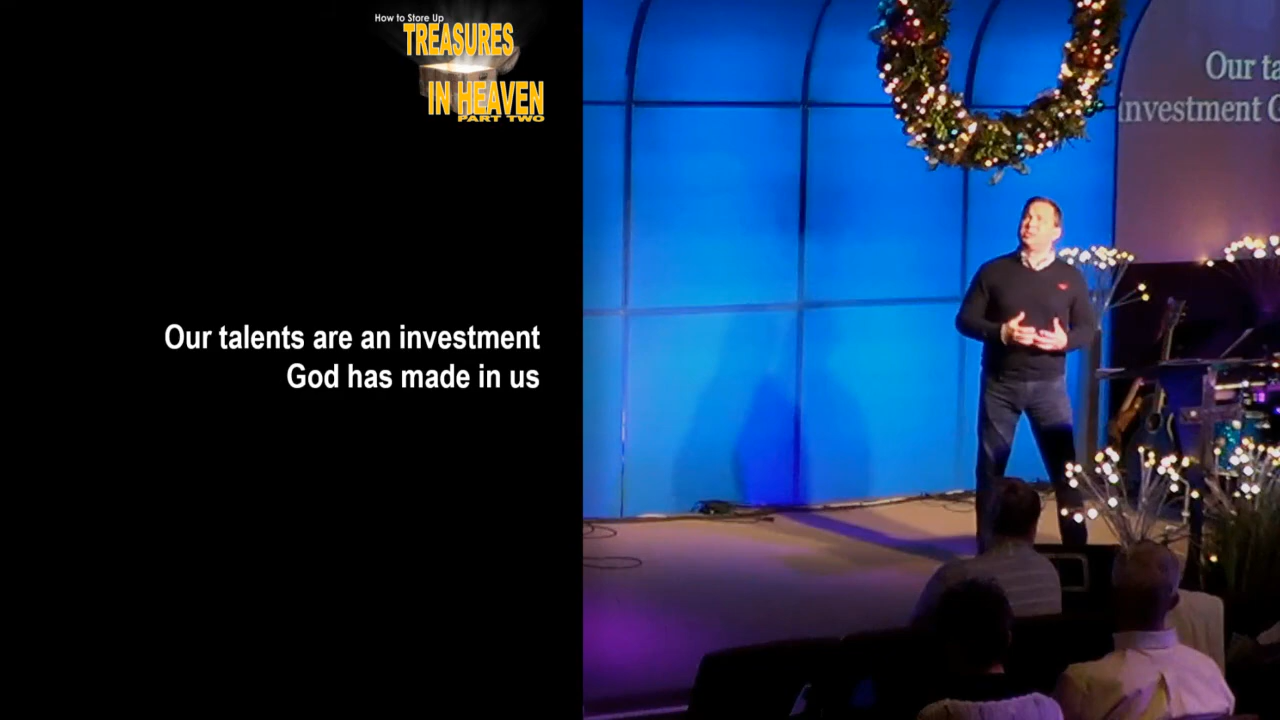 How to Store Up
TREASURES
IN HEAVEN
PART TWO
Our talents are an investment
God has made in us
Our ta
investment G